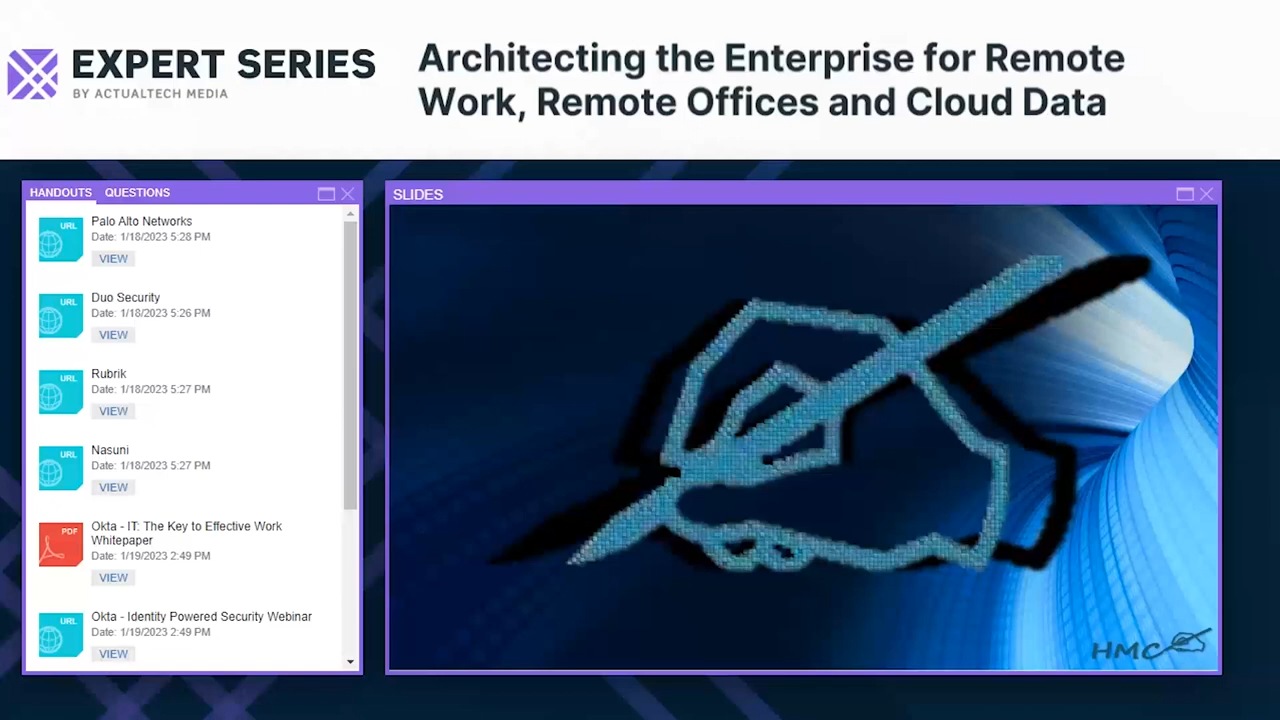 EXPERT SERIES
BY ACTUALTECH MEDIA
Architecting the Enterprise for Remote
Work, Remote Offices and Cloud Data
HANDOUTS QUESTIONS
URL
Palo Alto Networks
Date: 1/18/2023 5:28 PM
VIEW
URL
Duo Security
Date: 1/18/2023 5:26 PM
VIEW
URL
Rubrik
Date: 1/18/2023 5:27 PM
VIEW
URL
Nasuni
Date: 1/18/2023 5:27 PM
VIEW
PDF
Okta - IT: The Key to Effective Work
Whitepaper
Date: 1/19/2023 2:49 PM
VIEW
URL
Okta - Identity Powered Security Webinar
Date: 1/19/2023 2:49 PM
VIEW
SLIDES
HMC